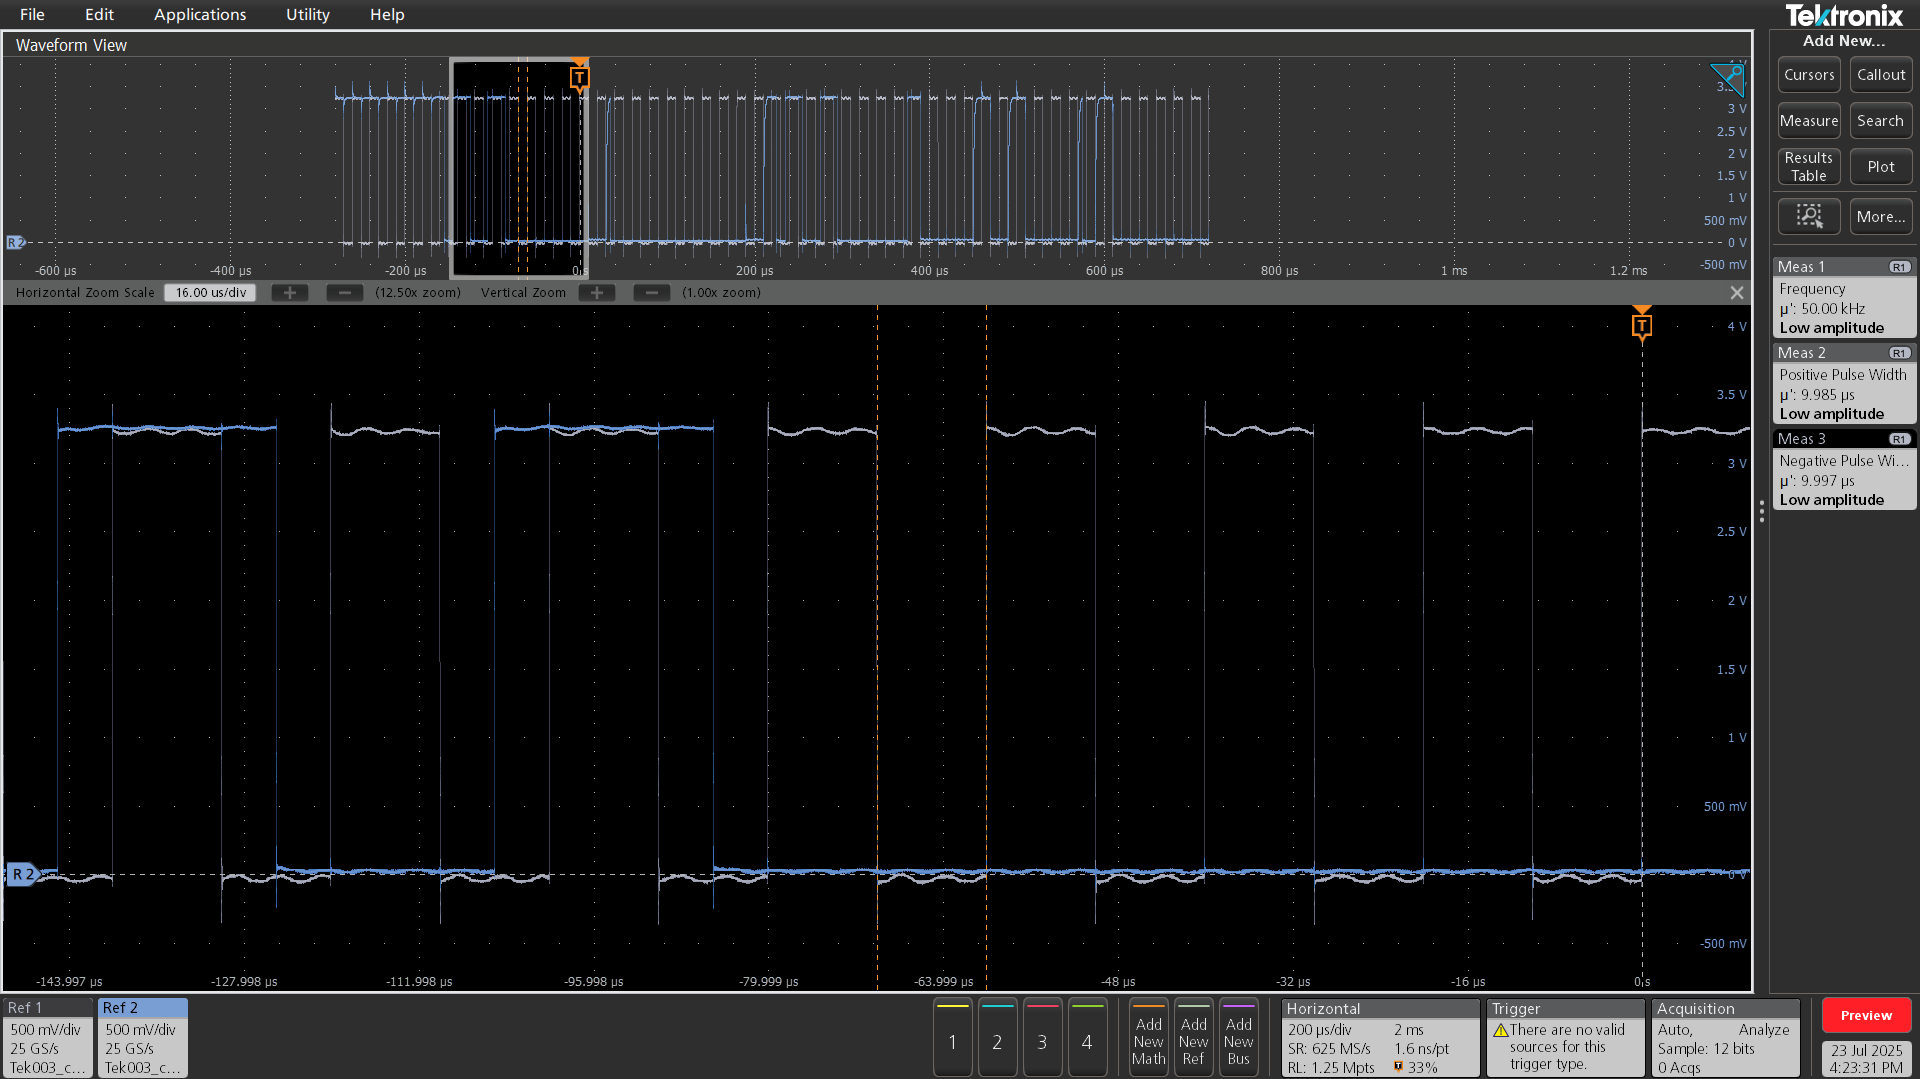 File Edit Applications Utility Help
Tektronix
Waveform View
Add New...
Cursors Callout
Measure Search
Results Table Plot
More...
T
3 V
2.5 V
2 V
1.5 V
1 V
500 mV
0 V
-500 mV
R 2
-600 µs -400 µs -200 µs 0 s 200 µs 400 µs 600 µs 800 µs 1 ms 1.2 ms
Horizontal Zoom Scale 16.00 us/div + − (12.50x zoom) Vertical Zoom + − (1.00x zoom)
Meas 1 R1
Frequency
µ': 50.00 kHz
Low amplitude
Meas 2 R1
Positive Pulse Width
µ': 9.985 µs
Low amplitude
Meas 3 R1
Negative Pulse Wi...
µ': 9.997 µs
Low amplitude
T
4 V
3.5 V
3 V
2.5 V
2 V
1.5 V
1 V
500 mV
0 V
-500 mV
R 2
-143.997 µs -127.998 µs -111.998 µs -95.998 µs -79.999 µs -63.999 µs -48 µs -32 µs -16 µs 0 s
Ref 1
500 mV/div
25 GS/s
Tek003_c...
Ref 2
500 mV/div
25 GS/s
Tek003_c...
1 2 3 4
Add New Math
Add New Ref
Add New Bus
Horizontal
200 µs/div 2 ms
SR: 625 MS/s 1.6 ns/pt
RL: 1.25 Mpts 33%
Trigger
There are no valid
sources for this
trigger type.
Acquisition
Auto, Analyze
Sample: 12 bits
0 Acqs
Preview
23 Jul 2025
4:23:31 PM